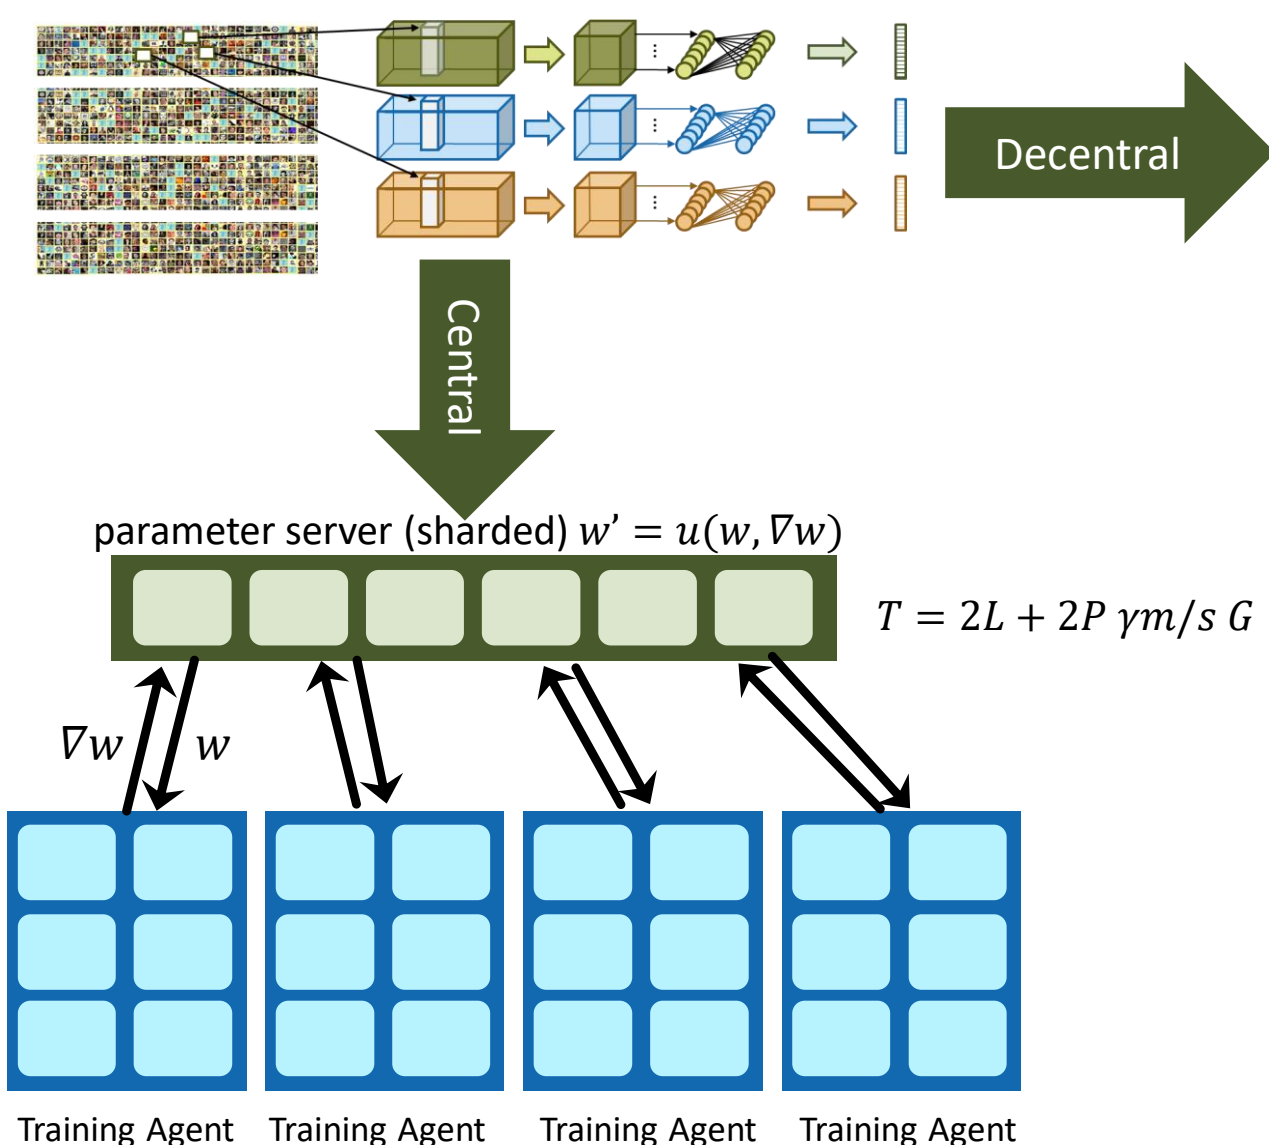 Decentral
Central
parameter server (sharded) w’ = u(w, ∇w)
T = 2L + 2P γm/s G
∇w
w
Training Agent Training Agent Training Agent Training Agent